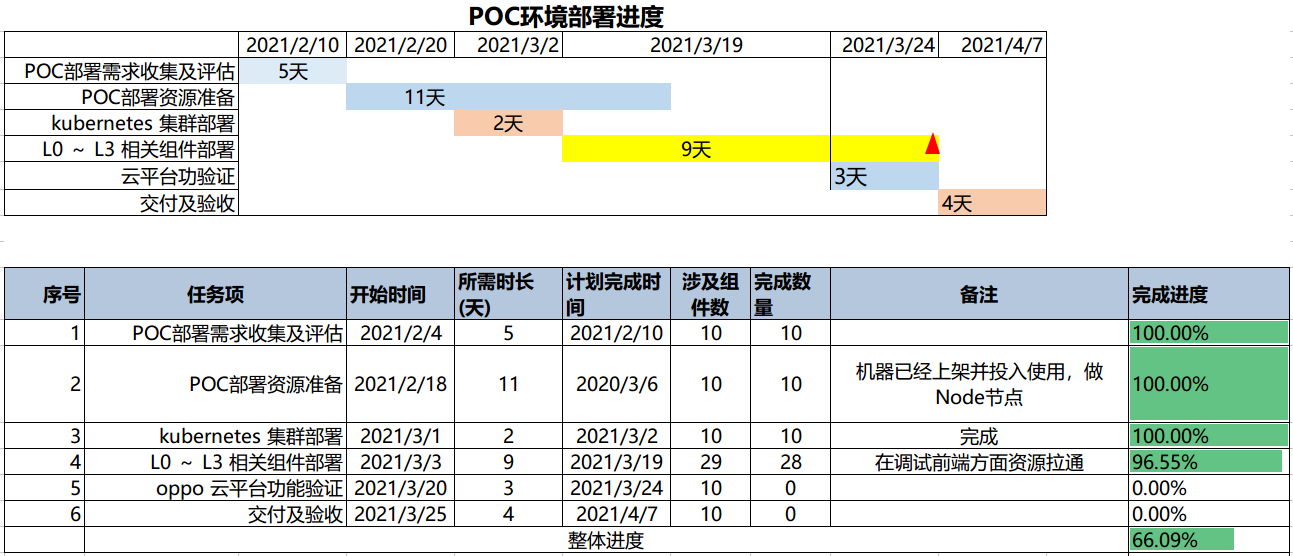 POC环境部署进度
2021/2/10 2021/2/20 2021/3/2 2021/3/19 2021/3/24 2021/4/7
POC部署需求收集及评估 5天
POC部署资源准备 11天
kubernetes 集群部署 2天
L0 ~ L3 相关组件部署 9天
云平台功验证 3天
交付及验收 4天
序号 任务项 开始时间 所需时长(天) 计划完成时间 涉及组件数 完成数量 备注 完成进度
1 POC部署需求收集及评估 2021/2/4 5 2021/2/10 10 10 100.00%
2 POC部署资源准备 2021/2/18 11 2020/3/6 10 10 机器已经上架并投入使用，做Node节点 100.00%
3 kubernetes 集群部署 2021/3/1 2 2021/3/2 10 10 完成 100.00%
4 L0 ~ L3 相关组件部署 2021/3/3 9 2021/3/19 29 28 在调试前端方面资源拉通 96.55%
5 oppo 云平台功能验证 2021/3/20 3 2021/3/24 10 0 0.00%
6 交付及验收 2021/3/25 4 2021/4/7 10 0 0.00%
整体进度 66.09%